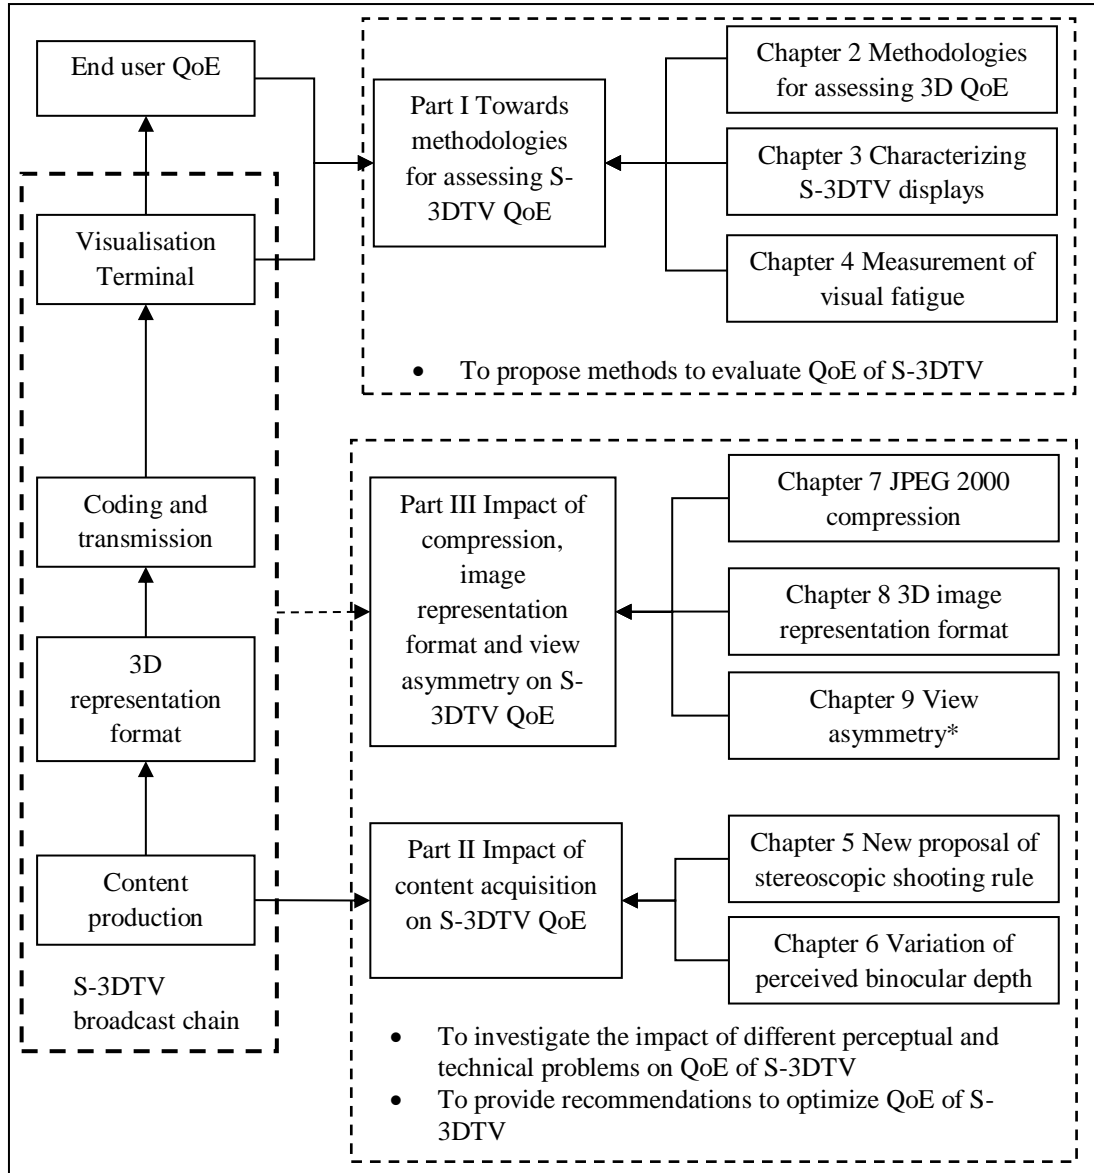 End user QoE
Visualisation
Terminal
Coding and
transmission
3D
representation
format
Content
production
S-3DTV
broadcast chain
Part I Towards
methodologies
for assessing S-
3DTV QoE
Chapter 2 Methodologies
for assessing 3D QoE
Chapter 3 Characterizing
S-3DTV displays
Chapter 4 Measurement of
visual fatigue
• To propose methods to evaluate QoE of S-3DTV
Part III Impact of
compression,
image
representation
format and view
asymmetry on S-
3DTV QoE
Chapter 7 JPEG 2000
compression
Chapter 8 3D image
representation format
Chapter 9 View
asymmetry*
Part II Impact of
content acquisition
on S-3DTV QoE
Chapter 5 New proposal of
stereoscopic shooting rule
Chapter 6 Variation of
perceived binocular depth
• To investigate the impact of different perceptual and
technical problems on QoE of S-3DTV
• To provide recommendations to optimize QoE of S-
3DTV